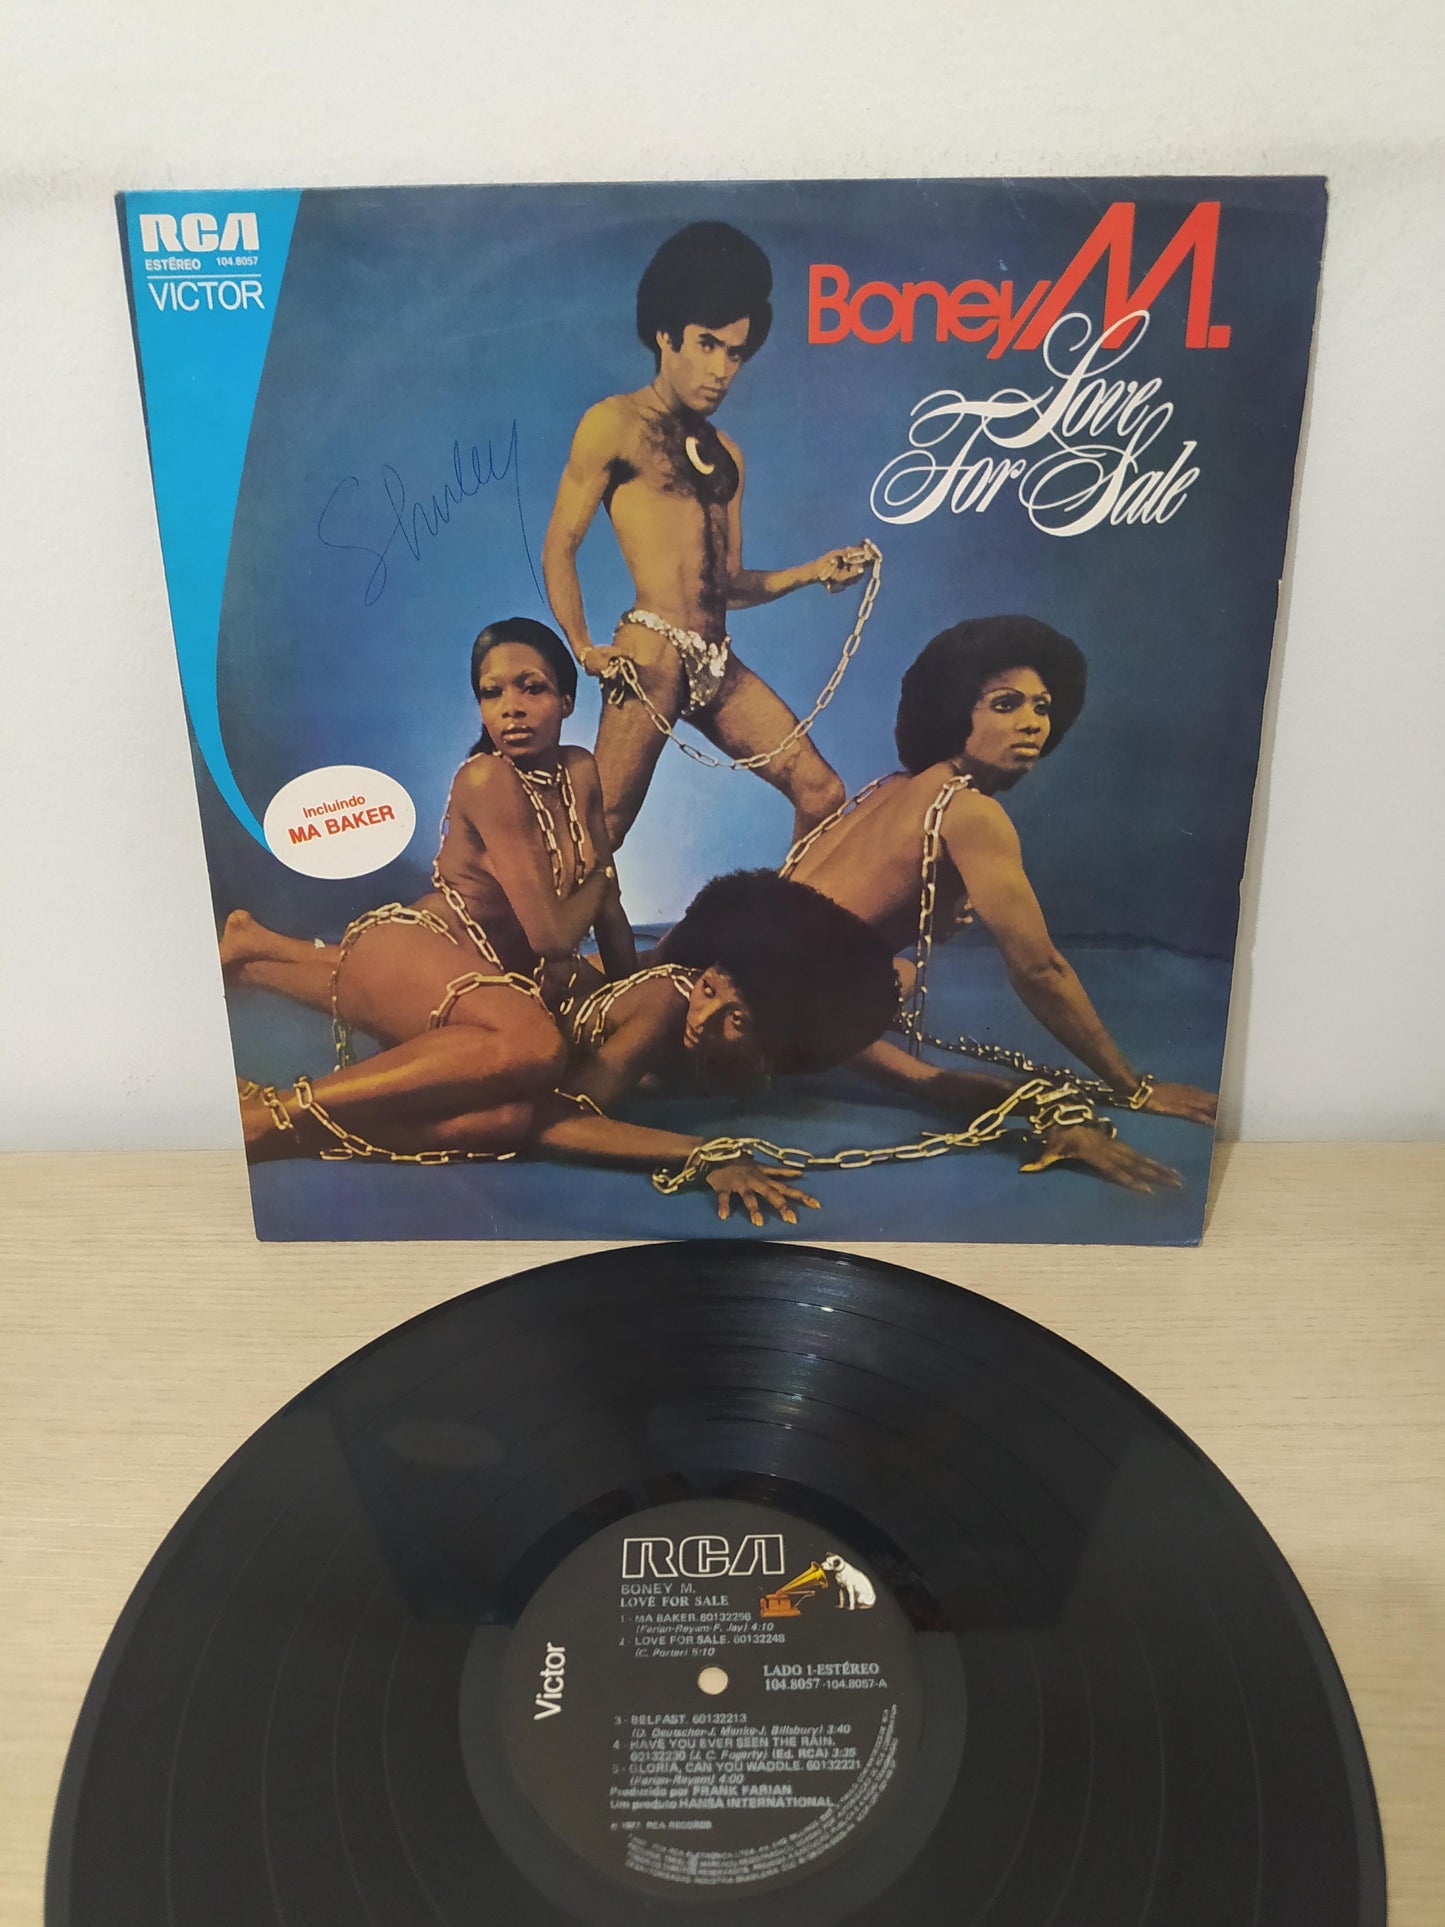 RCA
ESTÉREO 104.8057
VICTOR
Boney M.
Love
For Sale
Shirley
Incluindo
MA BAKER
RCA
BONEY M.
LOVE FOR SALE
1 - MA BAKER. 60132256
(Farian-Reyam-F. Jay) 4:10
2 - LOVE FOR SALE. 60132248
(C. Porter) 5:10
Victor
LADO 1-ESTÉREO
104.8057 -104.8057-A
3 - BELFAST. 60132213
(D. Deutscher-J. Menke-J. Billsbury) 3:40
4 - HAVE YOU EVER SEEN THE RAIN.
60132230 (J. C. Fogerty) (Ed. RCA) 3:35
5 - GLORIA, CAN YOU WADDLE. 60132221
(Farian-Reyam) 4:00
Produzido por FRANK FARIAN
Um produto HANSA INTERNATIONAL
℗ 1977 RCA RECORDS